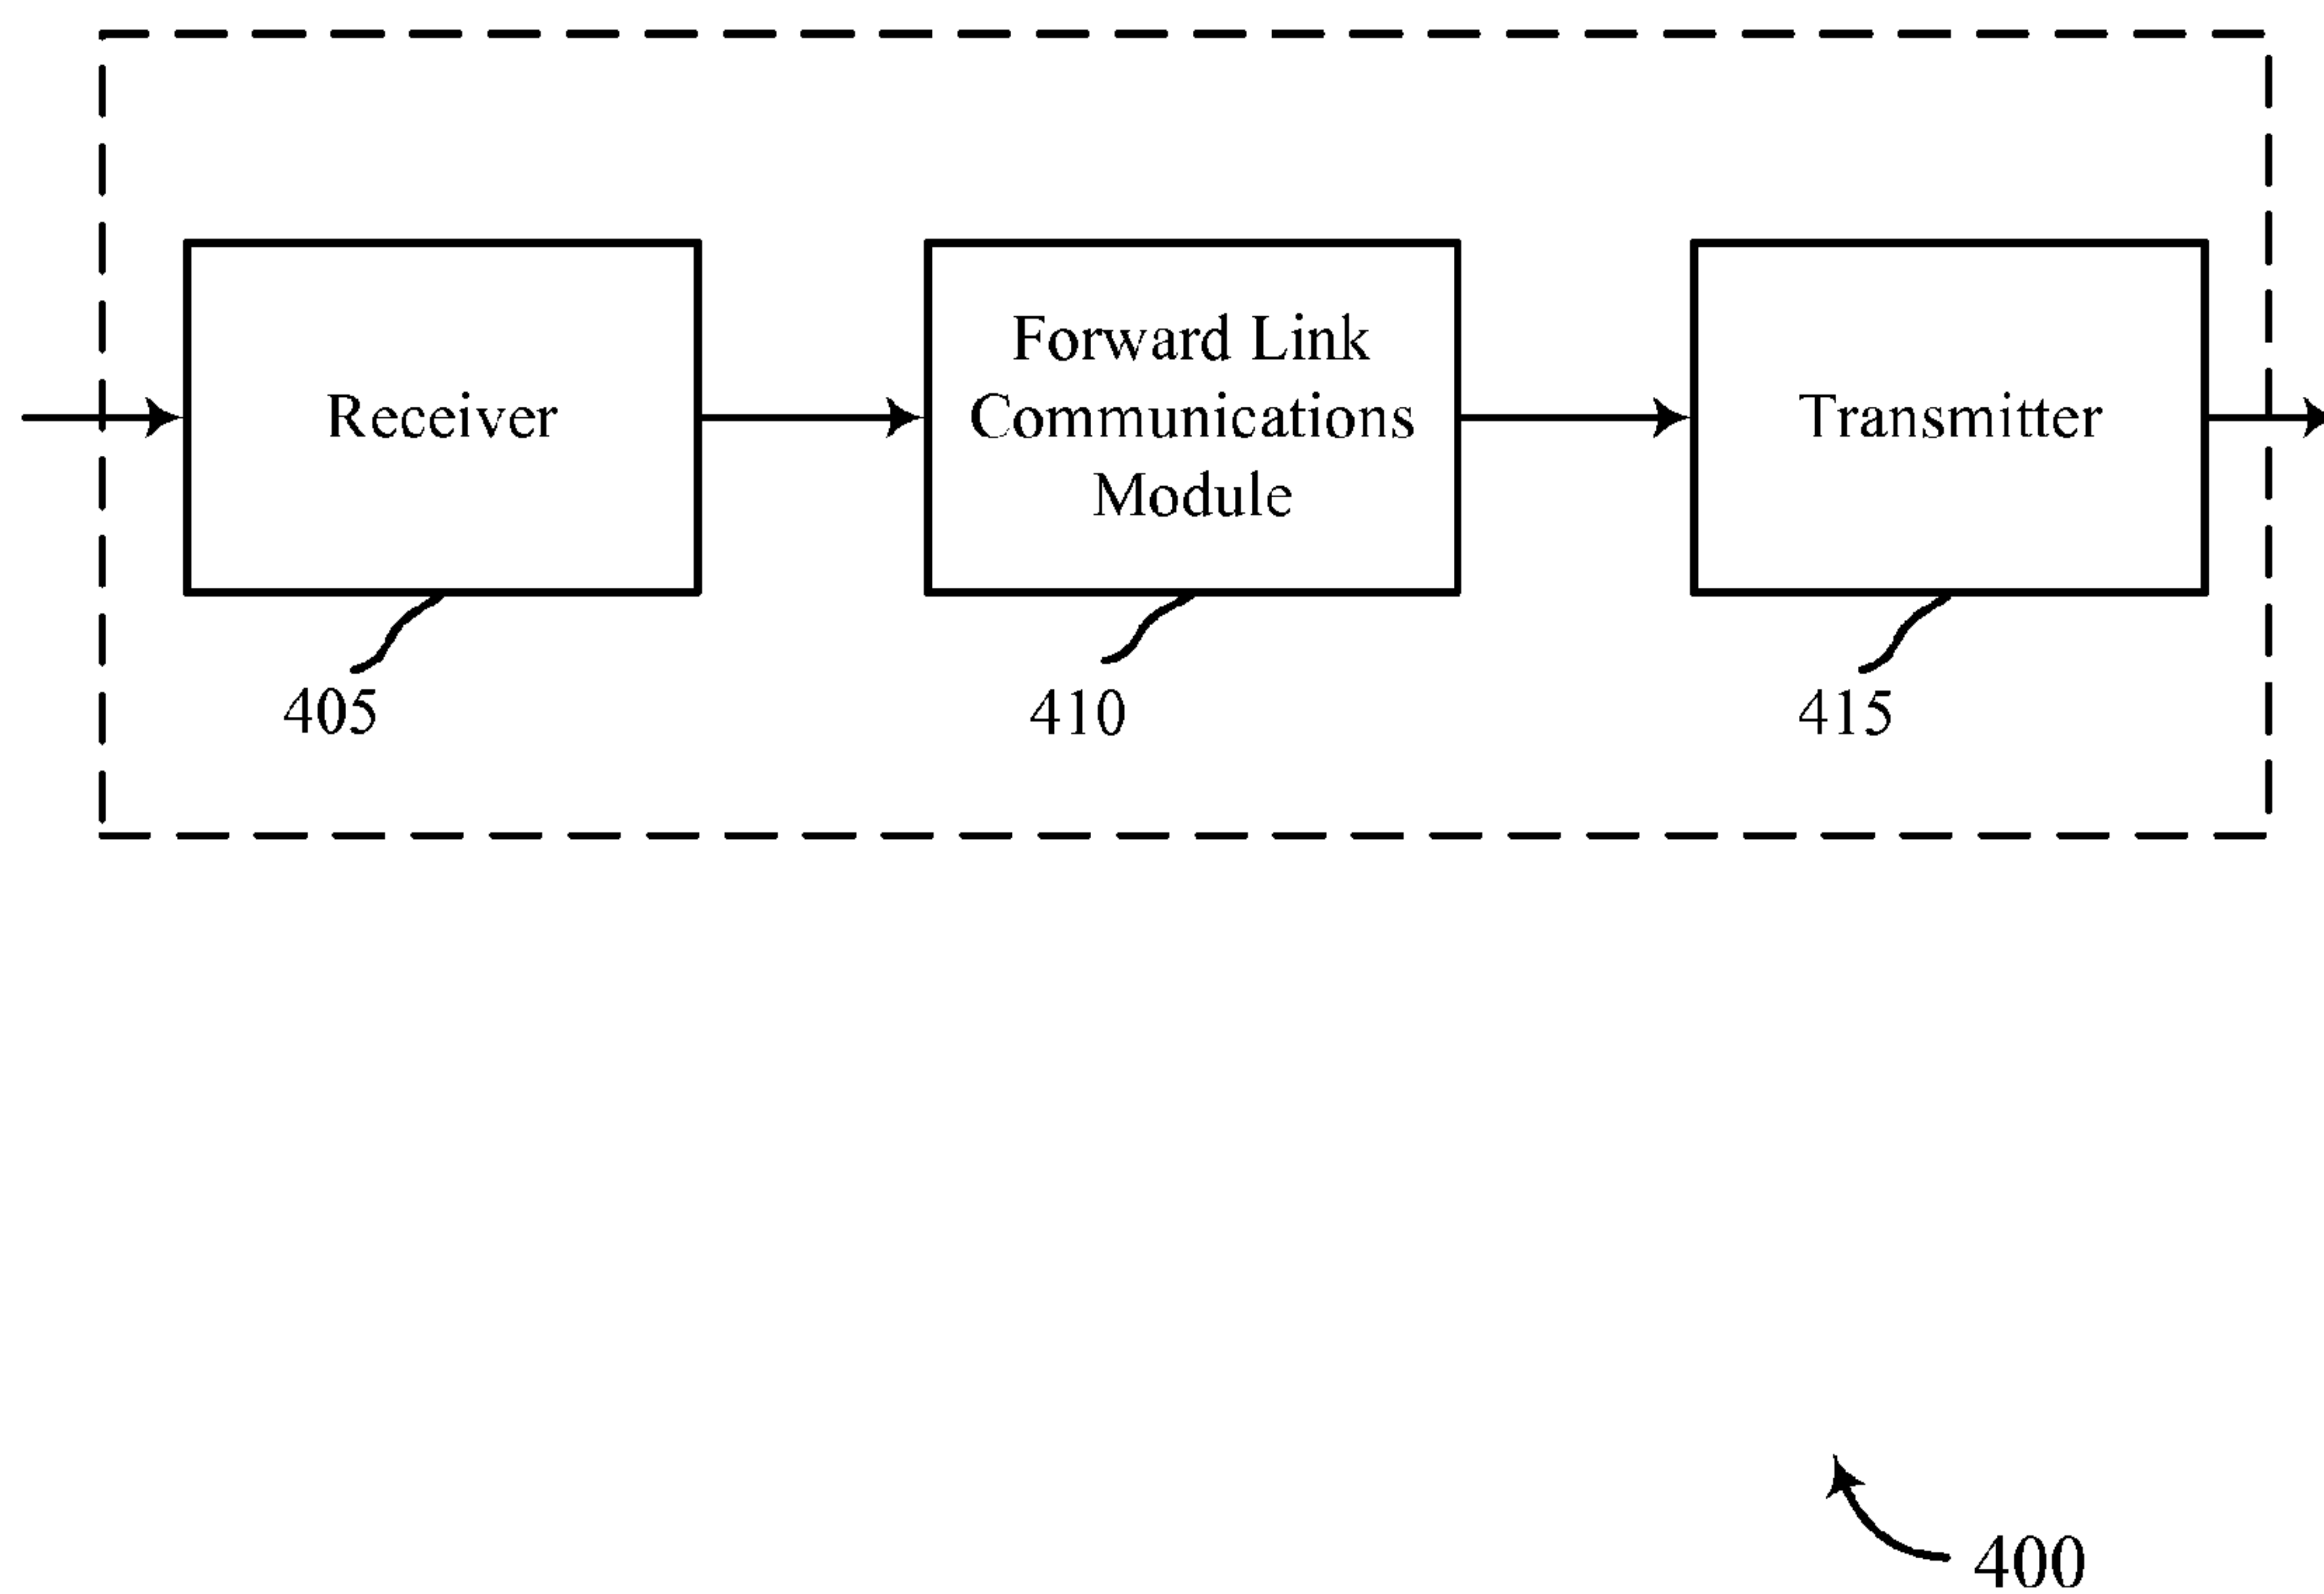 Receiver
Forward Link
Communications
Module
Transmitter
405
410
415
400